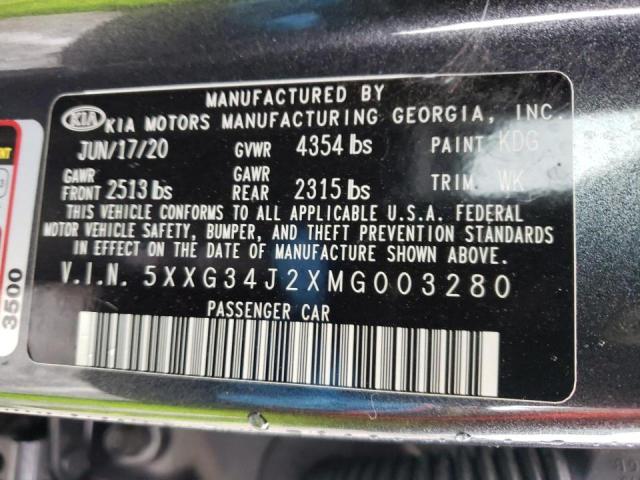 MANUFACTURED BY
KIA KIA MOTORS MANUFACTURING GEORGIA, INC.
JUN/17/20 GVWR 4354 lbs PAINT KDG
GAWR FRONT 2513 lbs GAWR REAR 2315 lbs TRIM WK
THIS VEHICLE CONFORMS TO ALL APPLICABLE U.S.A. FEDERAL
MOTOR VEHICLE SAFETY, BUMPER, AND THEFT PREVENTION STANDARDS
IN EFFECT ON THE DATE OF MANUFACTURE SHOWN ABOVE.
V.I.N. 5XXG34J2XMG003280
PASSENGER CAR
3500